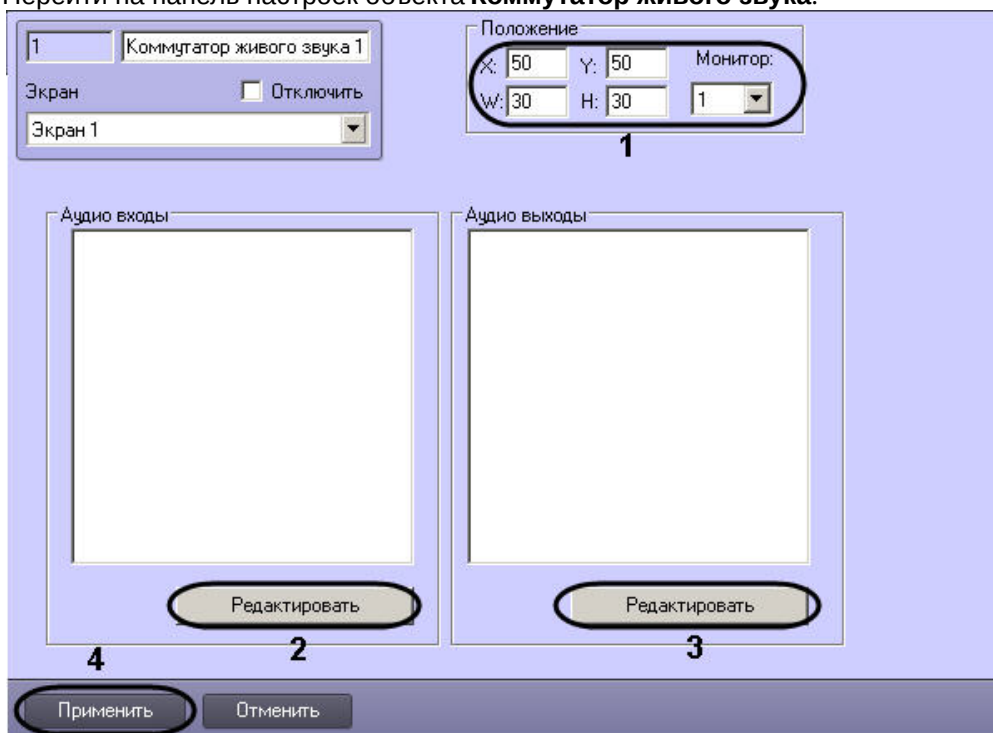 Перейти на панель настроек объекта Коммутатор живого звука.
1 Коммутатор живого звука 1
Экран Отключить
Экран 1
Положение
X: 50 Y: 50 Монитор:
W: 30 H: 30 1
1
Аудио входы Аудио выходы
Редактировать Редактировать
2 3
4
Применить Отменить